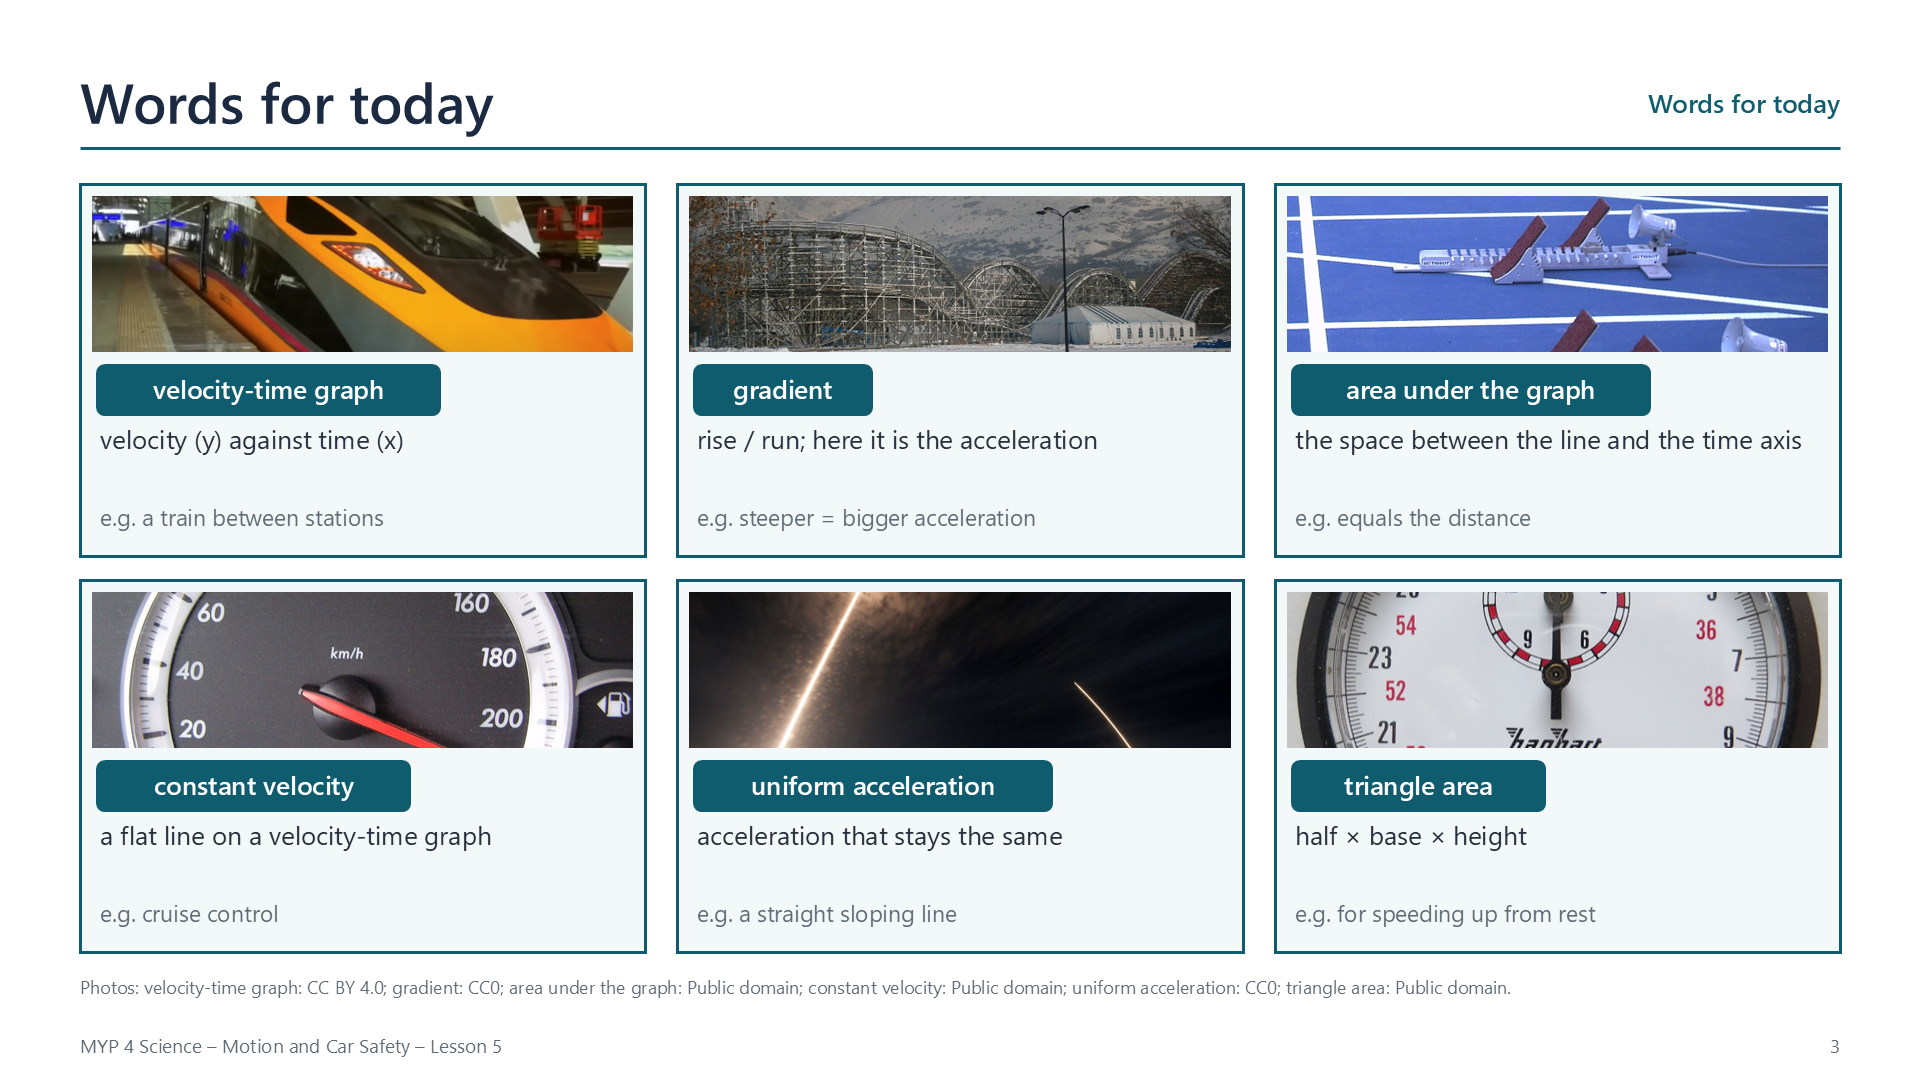 Words for today
Words for today
velocity-time graph
velocity (y) against time (x)
e.g. a train between stations
gradient
rise / run; here it is the acceleration
e.g. steeper = bigger acceleration
TISSOT
TISSOT
area under the graph
the space between the line and the time axis
e.g. equals the distance
60
160
km/h
40
180
20
200
constant velocity
a flat line on a velocity-time graph
e.g. cruise control
uniform acceleration
acceleration that stays the same
e.g. a straight sloping line
54
9
6
36
23
7
52
38
21
hanhart
9
triangle area
half × base × height
e.g. for speeding up from rest
Photos: velocity-time graph: CC BY 4.0; gradient: CC0; area under the graph: Public domain; constant velocity: Public domain; uniform acceleration: CC0; triangle area: Public domain.
MYP 4 Science – Motion and Car Safety – Lesson 5
3